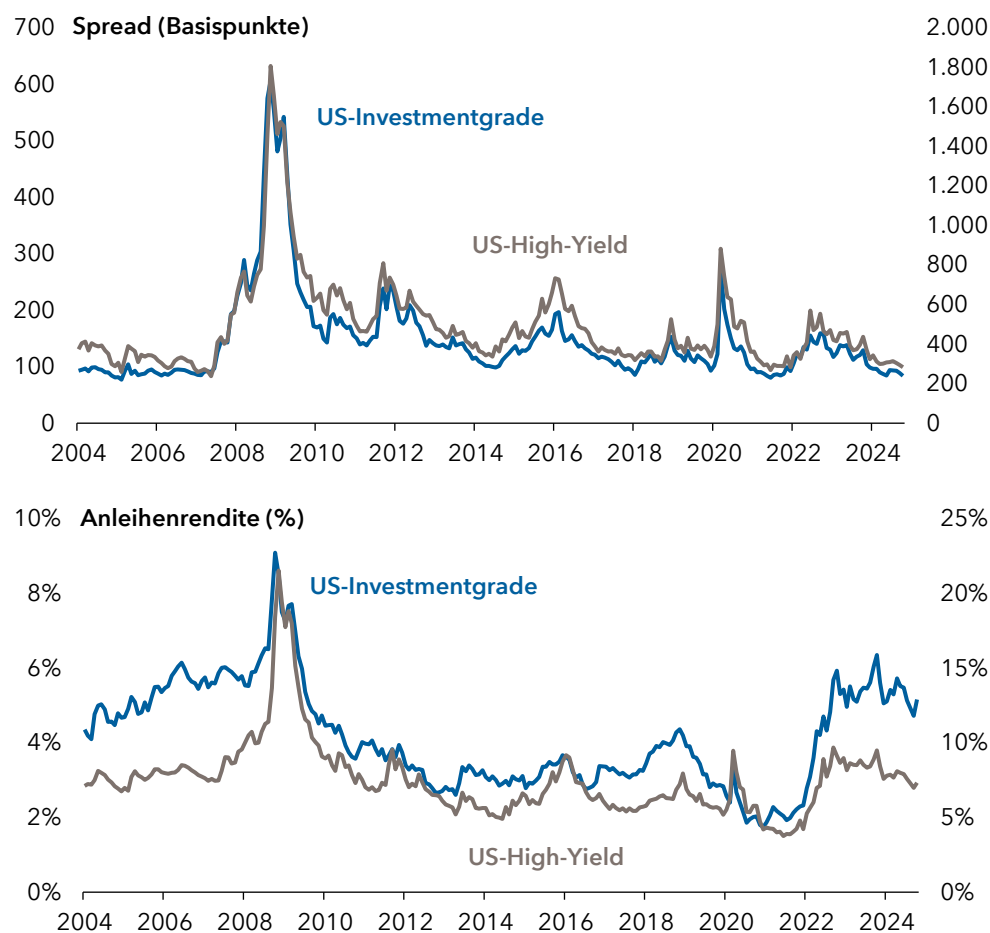 700 Spread (Basispunkte) 2.000
600 1.800
500 1.600
400 1.400
300 1.200
200 1.000
100 800
0 600
400
200
0
US-Investmentgrade
US-High-Yield
2004 2006 2008 2010 2012 2014 2016 2018 2020 2022 2024
10% Anleihenrendite (%) 25%
8% 20%
6% 15%
4% 10%
2% 5%
0% 0%
US-Investmentgrade
US-High-Yield
2004 2006 2008 2010 2012 2014 2016 2018 2020 2022 2024